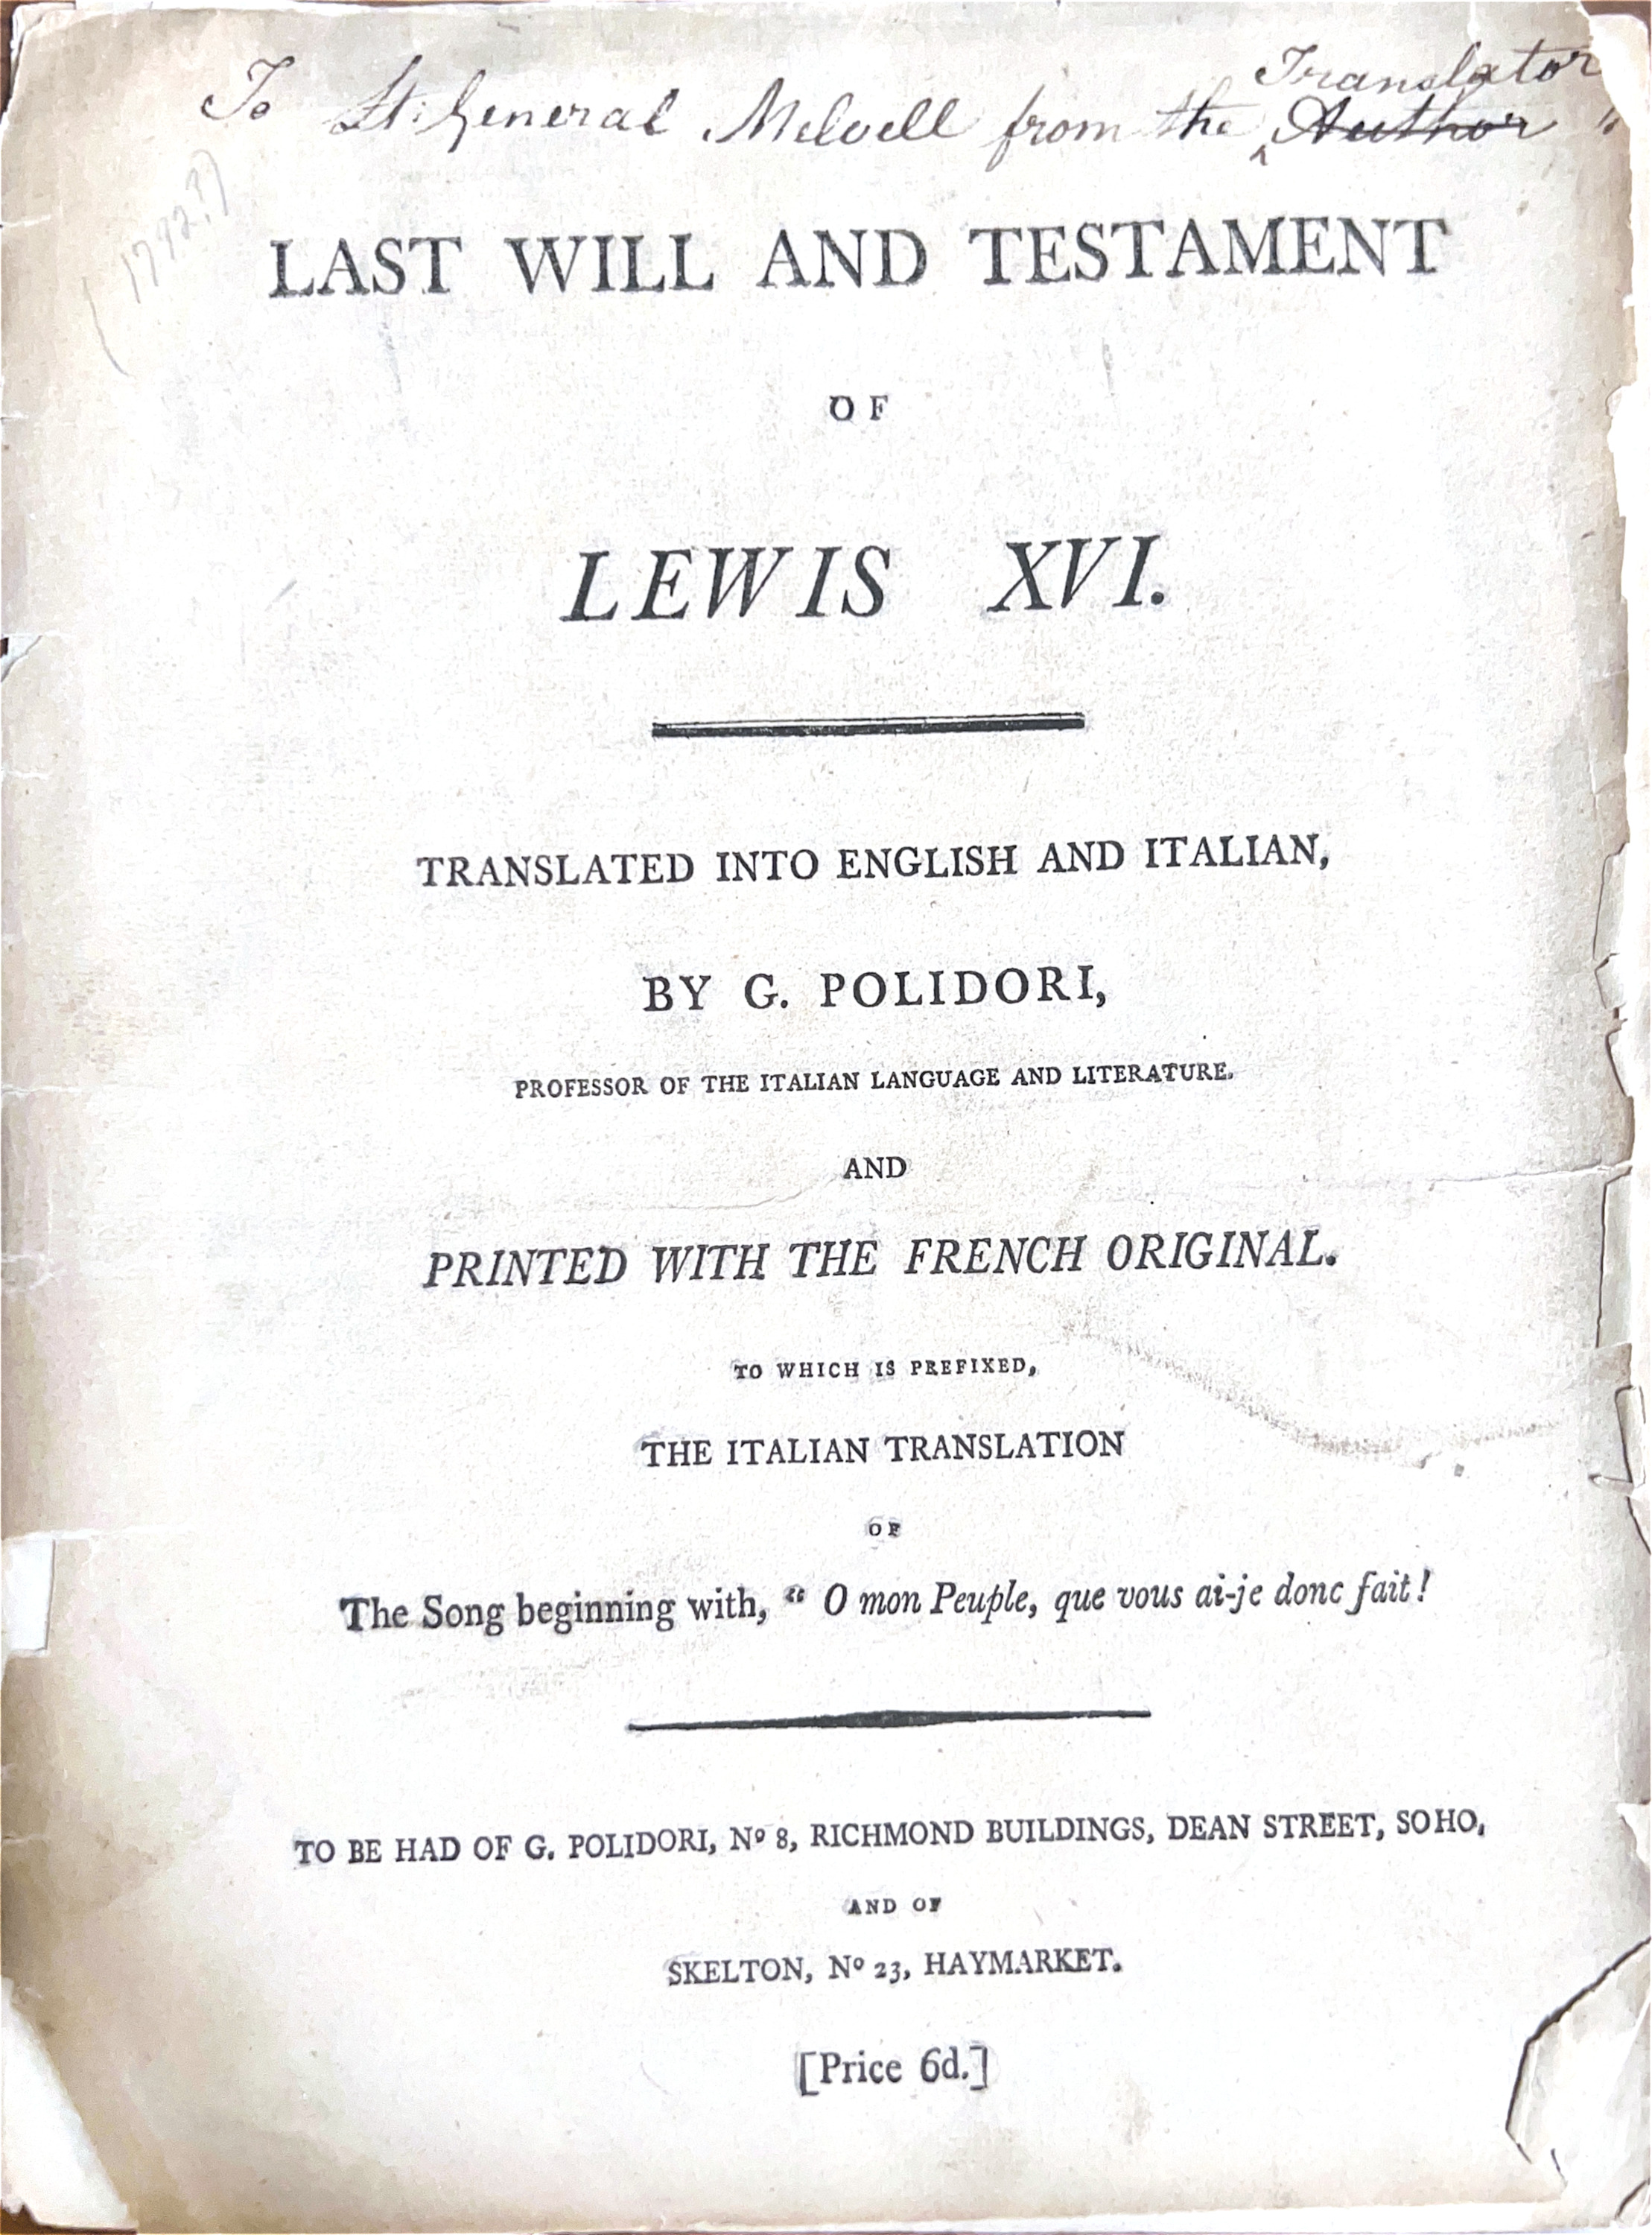 Translator
To Lt: General Melvell from the ‸ Author "
(1792?)
LAST WILL AND TESTAMENT
OF
LEWIS XVI.
TRANSLATED INTO ENGLISH AND ITALIAN,
BY G. POLIDORI,
PROFESSOR OF THE ITALIAN LANGUAGE AND LITERATURE.
AND
PRINTED WITH THE FRENCH ORIGINAL.
TO WHICH IS PREFIXED,
THE ITALIAN TRANSLATION
OF
The Song beginning with, “ O mon Peuple, que vous ai-je donc fait!
TO BE HAD OF G. POLIDORI, Nº 8, RICHMOND BUILDINGS, DEAN STREET, SOHO,
AND OF
SKELTON, Nº 23, HAYMARKET.
[Price 6d.]